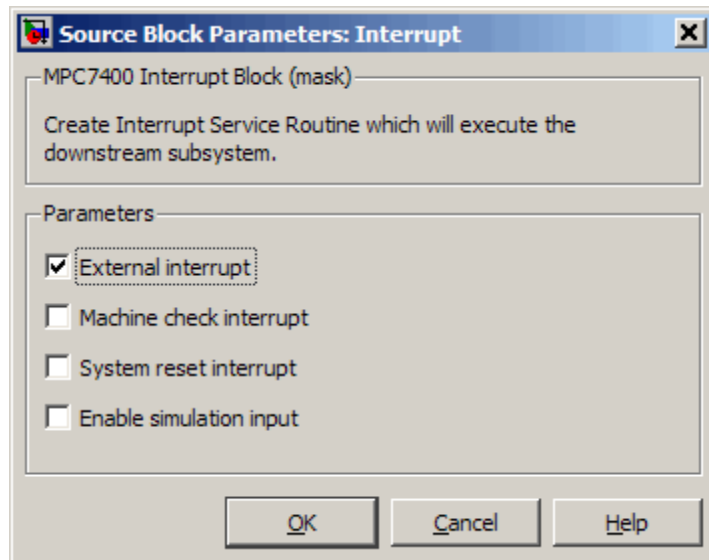 Source Block Parameters: Interrupt
MPC7400 Interrupt Block (mask)
Create Interrupt Service Routine which will execute the
downstream subsystem.
Parameters
External interrupt
Machine check interrupt
System reset interrupt
Enable simulation input
OK Cancel Help